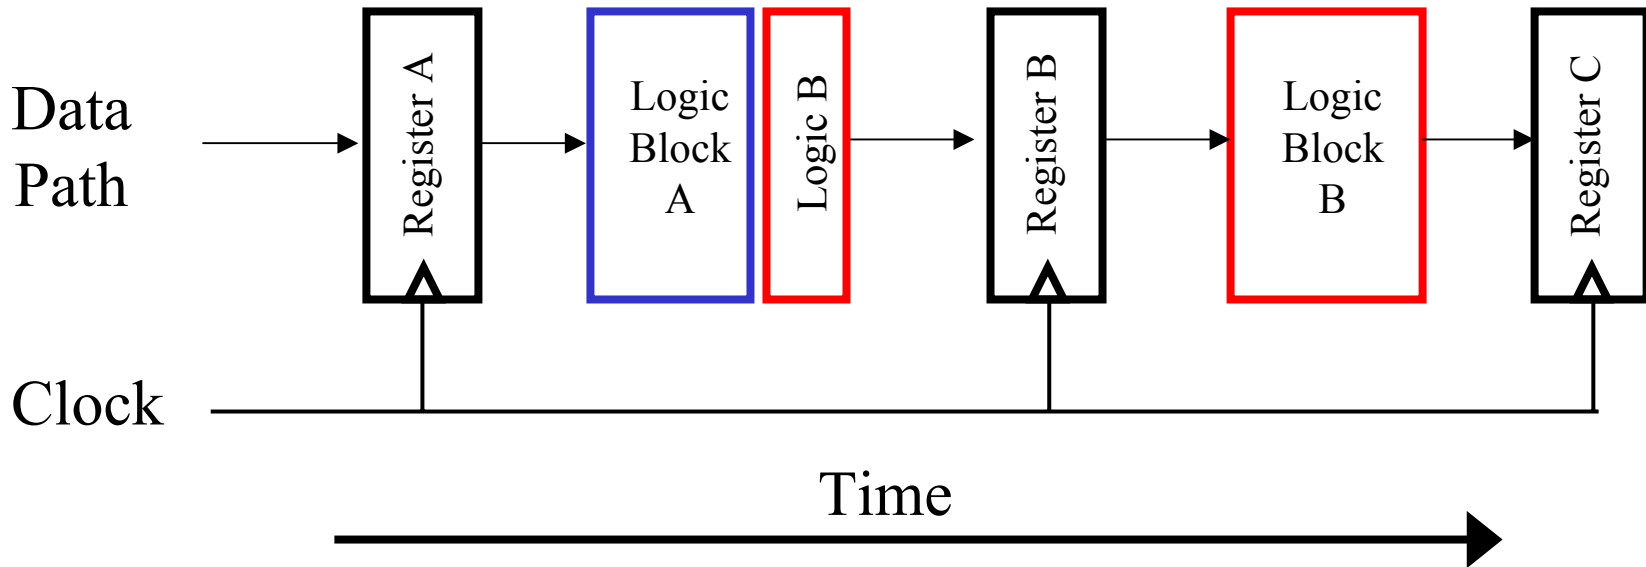 Data
Path
Register A
Logic
Block
A
Logic B
Register B
Logic
Block
B
Register C
Clock
Time